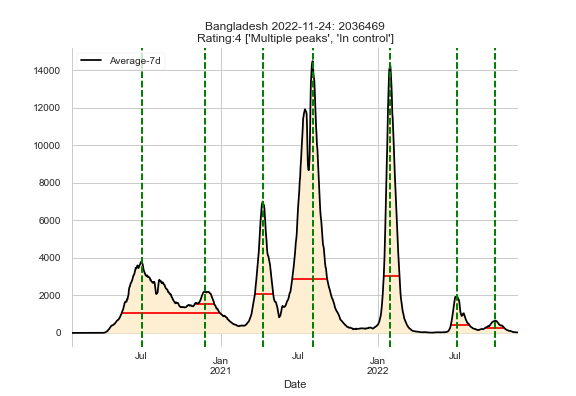 Bangladesh 2022-11-24: 2036469
Rating:4 ['Multiple peaks', 'In control']
Average-7d
14000
12000
10000
8000
6000
4000
2000
0
Jul
Jan
2021
Jul
Jan
2022
Jul
Date